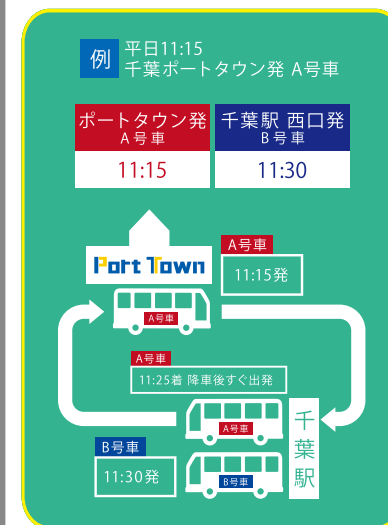 例
平日11:15
千葉ポートタウン発 A号車
ポートタウン発
A号車
11:15
千葉駅 西口発
B号車
11:30
Port Town
A号車
11:15発
A号車
A号車
11:25着 降車後すぐ出発
A号車
千葉駅
B号車
11:30発
B号車